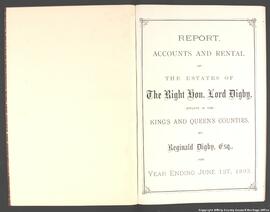 REPORT,
ACCOUNTS AND RENTAL
OF
THE ESTATES OF
The Right Hon. Lord Digby,
SITUATE IN THE
KING'S AND QUEEN'S COUNTIES,
BY
Reginald Digby, Esq.,
FOR
YEAR ENDING JUNE 1ST, 1893.